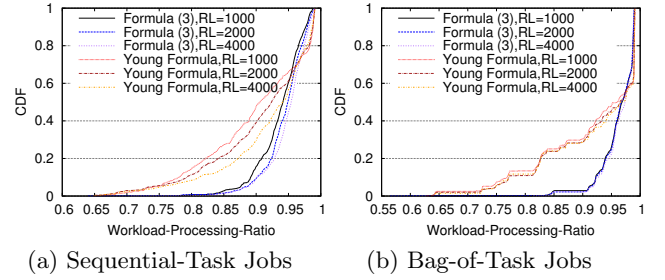 CDF
1
0.8
0.6
0.4
0.2
0
Formula (3),RL=1000
Formula (3),RL=2000
Formula (3),RL=4000
Young Formula,RL=1000
Young Formula,RL=2000
Young Formula,RL=4000
0.6 0.65 0.7 0.75 0.8 0.85 0.9 0.95 1
Workload-Processing-Ratio
(a) Sequential-Task Jobs
CDF
1
0.8
0.6
0.4
0.2
0
Formula (3),RL=1000
Formula (3),RL=2000
Formula (3),RL=4000
Young Formula,RL=1000
Young Formula,RL=2000
Young Formula,RL=4000
0.55 0.6 0.65 0.7 0.75 0.8 0.85 0.9 0.95 1
Workload-Processing-Ratio
(b) Bag-of-Task Jobs